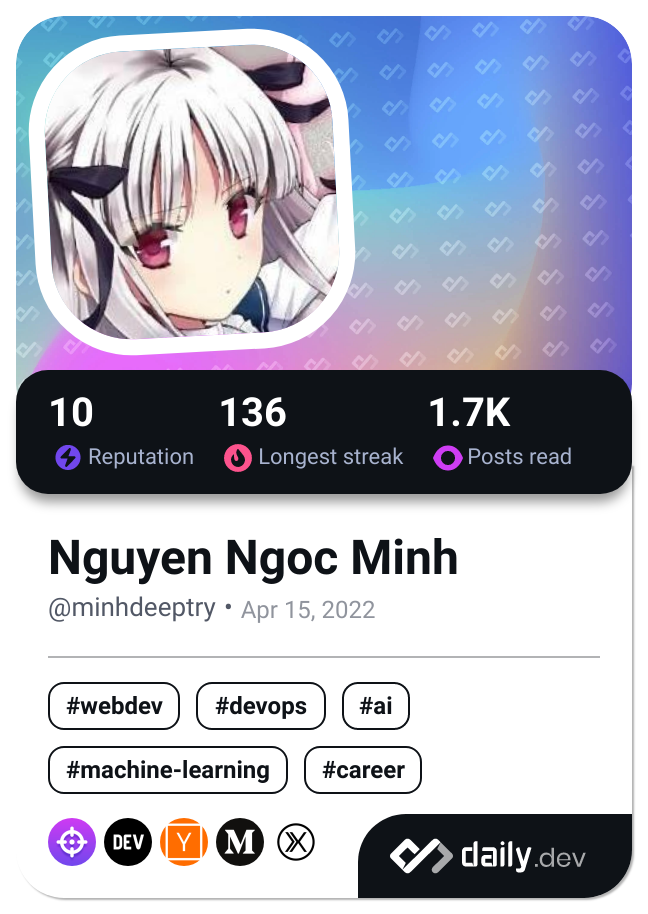 10 136 1.7K
Reputation Longest streak Posts read
Nguyen Ngoc Minh
@minhdeeptry • Apr 15, 2022
#webdev #devops #ai
#machine-learning #career
DEV Y M X
daily.dev